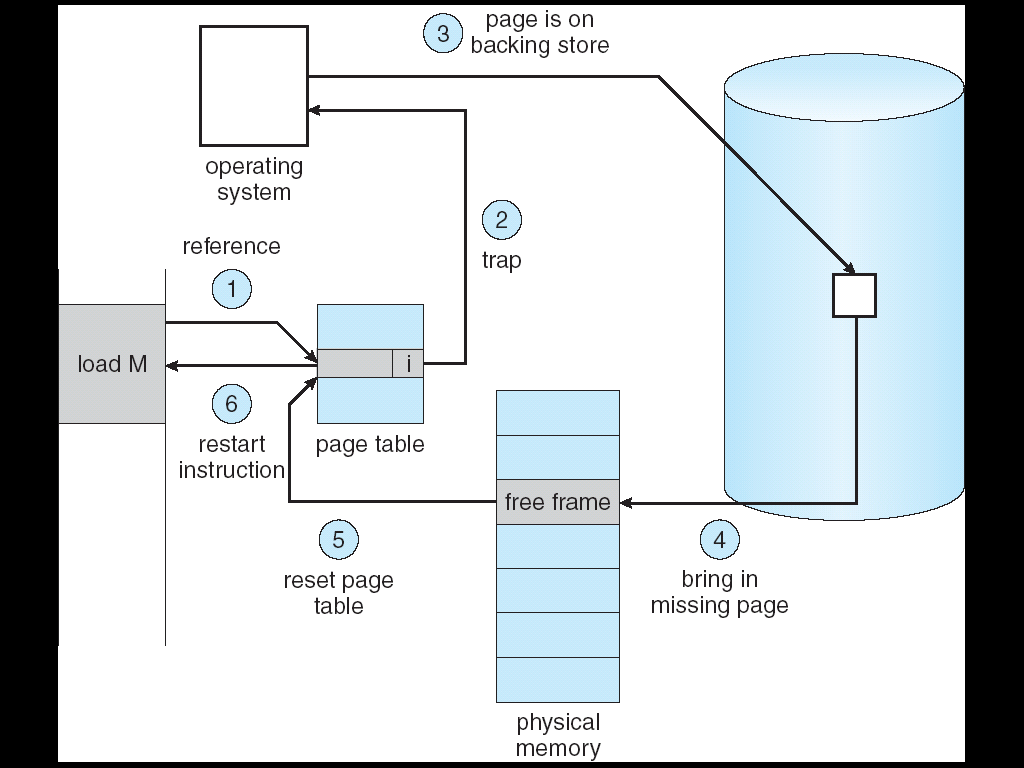 3
page is on
backing store
operating
system
2
trap
reference
1
load M
i
6
restart
instruction
page table
free frame
5
reset page
table
4
bring in
missing page
physical
memory